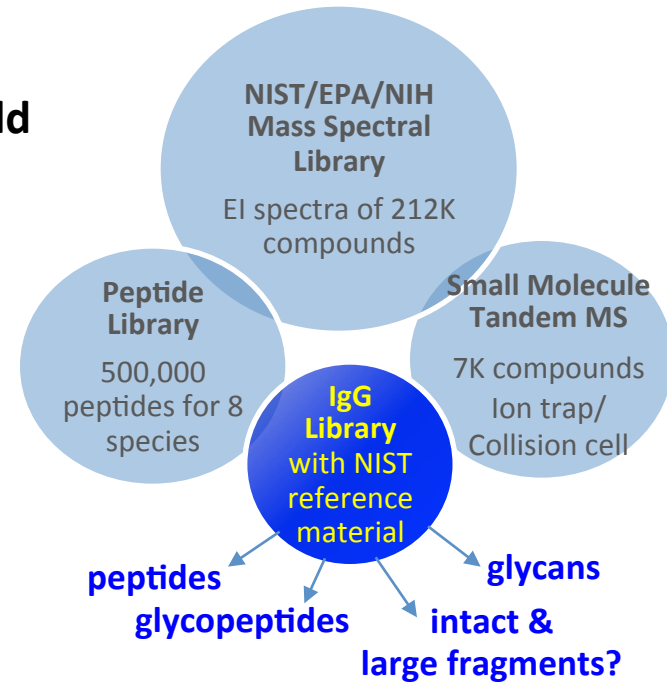 NIST/EPA/NIH
Mass Spectral
Library
EI spectra of 212K
compounds
Peptide
Library
500,000
peptides for 8
species
Small Molecule
Tandem MS
7K compounds
Ion trap/
Collision cell
IgG
Library
with NIST
reference
material
peptides
glycopeptides
glycans
intact &
large fragments?